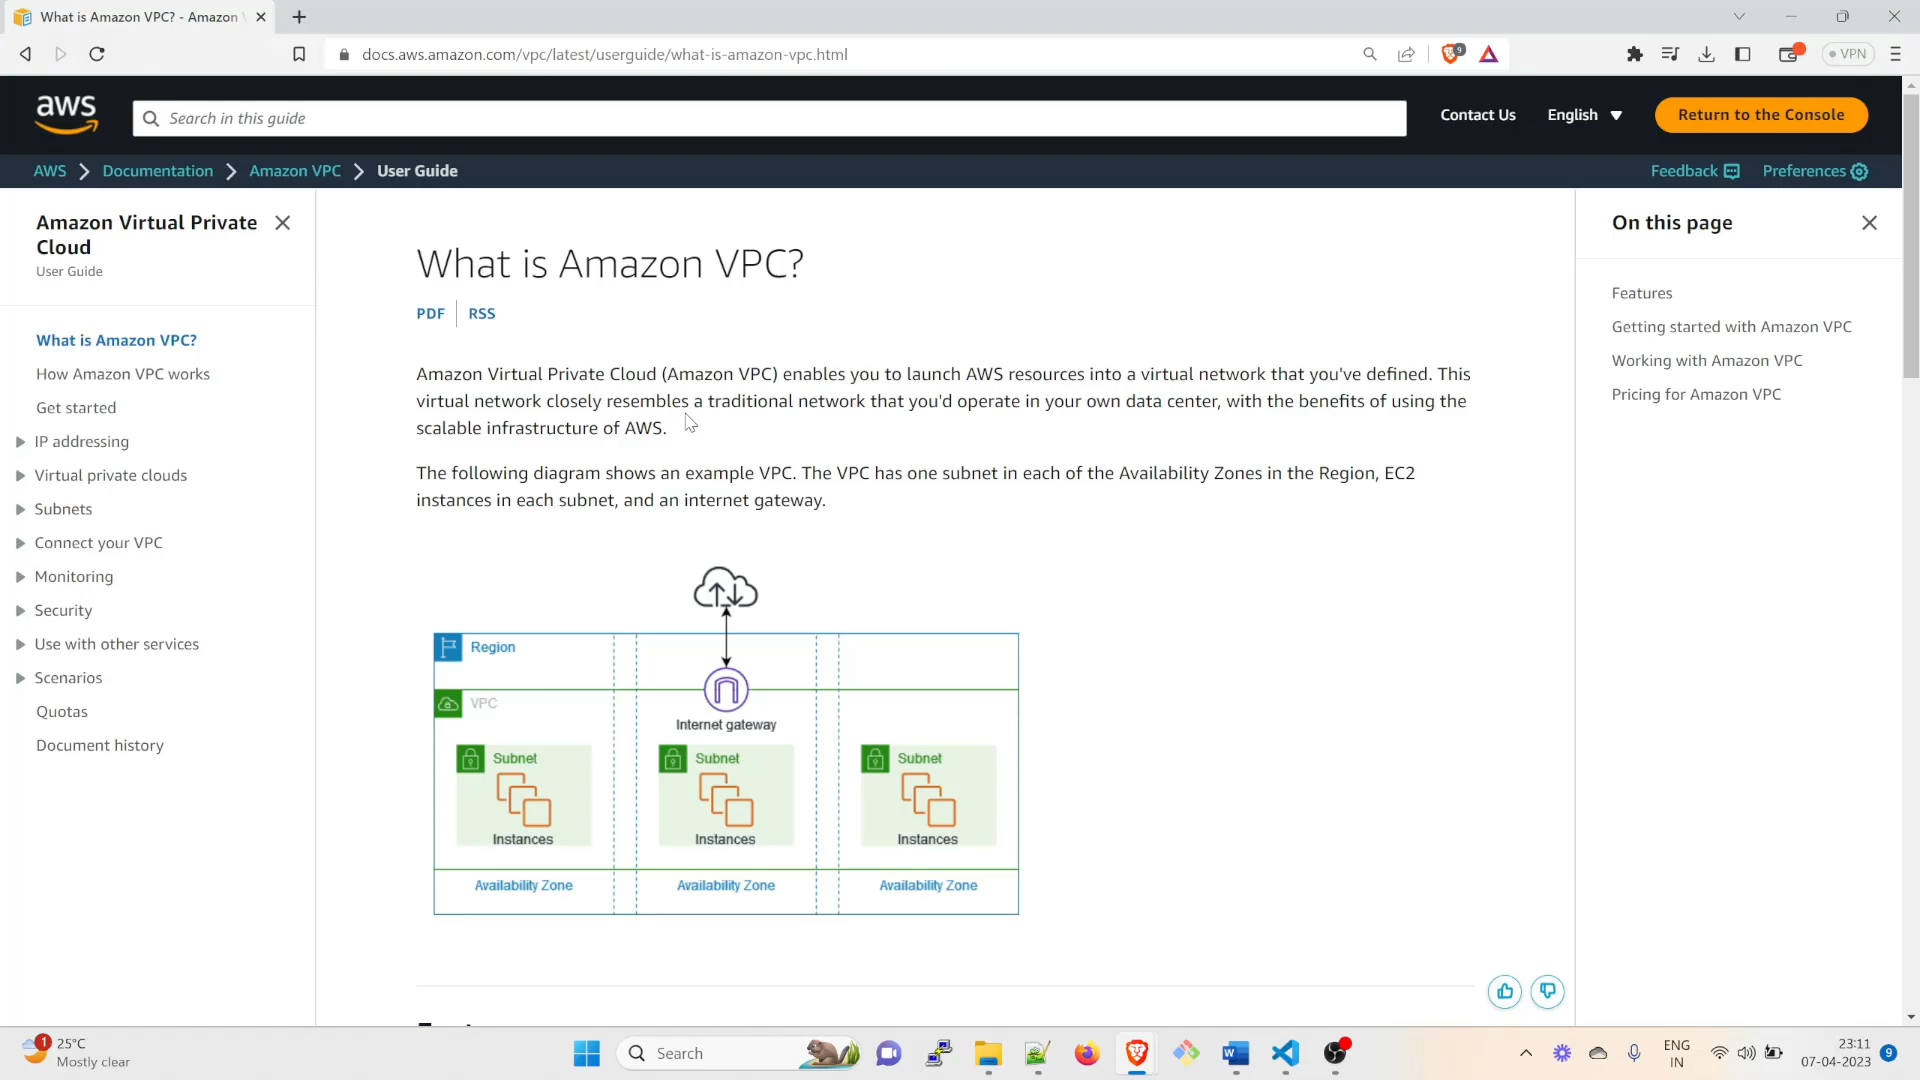 What is Amazon VPC? - Amazon V
docs.aws.amazon.com/vpc/latest/userguide/what-is-amazon-vpc.html
9
VPN
aws
Search in this guide
Contact Us
English
Return to the Console
AWS
Documentation
Amazon VPC
User Guide
Feedback
Preferences
Amazon Virtual Private
Cloud
User Guide
What is Amazon VPC?
How Amazon VPC works
Get started
IP addressing
Virtual private clouds
Subnets
Connect your VPC
Monitoring
Security
Use with other services
Scenarios
Quotas
Document history
What is Amazon VPC?
PDF
RSS
Amazon Virtual Private Cloud (Amazon VPC) enables you to launch AWS resources into a virtual network that you've defined. This
virtual network closely resembles a traditional network that you'd operate in your own data center, with the benefits of using the
scalable infrastructure of AWS.
The following diagram shows an example VPC. The VPC has one subnet in each of the Availability Zones in the Region, EC2
instances in each subnet, and an internet gateway.
Region
VPC
Internet gateway
Subnet
Subnet
Subnet
Instances
Instances
Instances
Availability Zone
Availability Zone
Availability Zone
On this page
Features
Getting started with Amazon VPC
Working with Amazon VPC
Pricing for Amazon VPC
1
25°C
Mostly clear
Search
ENG
IN
23:11
07-04-2023
9